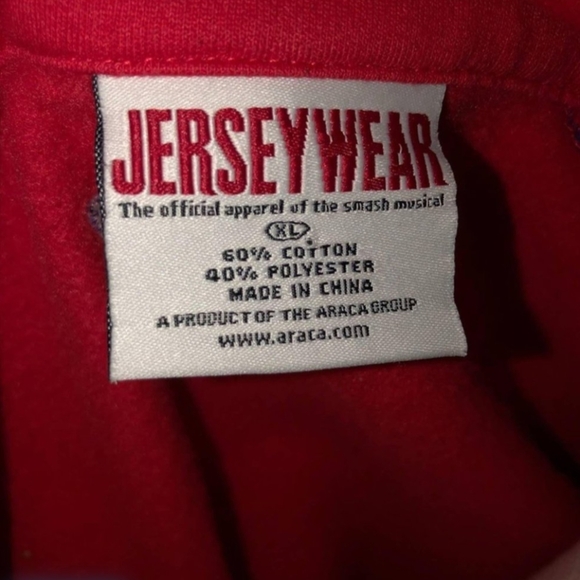 JERSEYWEAR
The official apparel of the smash musical
XL
60% COTTON
40% POLYESTER
MADE IN CHINA
A PRODUCT OF THE ARACA GROUP
www.araca.com